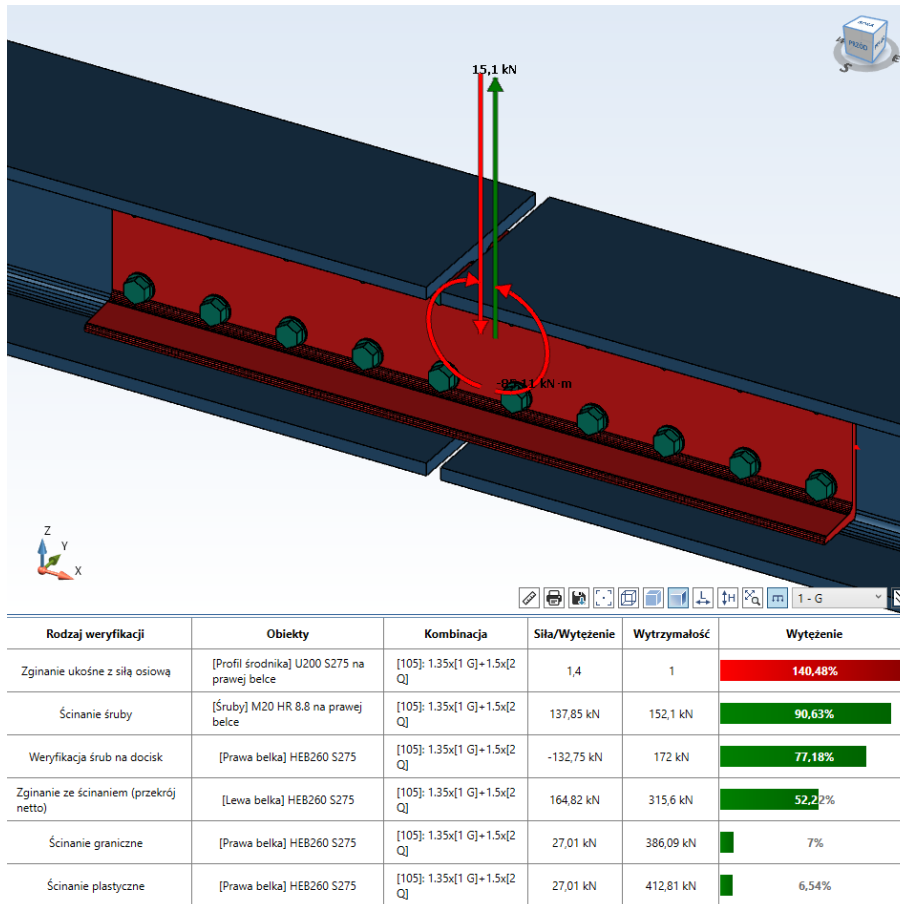 15,1 kN
PRZÓD
S
E
Z
Y
X
1 - G
Rodzaj weryfikacji Obiekty Kombinacja Siła/Wytężenie Wytrzymałość Wytężenie
Zginanie ukośne z siłą osiową [Profil środnika] U200 S275 na [105]: 1.35x[1 G]+1.5x[2 1,4 1 140,48%
prawej belce Q]
Ścinanie śruby [Śruby] M20 HR 8.8 na prawej [105]: 1.35x[1 G]+1.5x[2 137,85 kN 152,1 kN 90,63%
belce Q]
Weryfikacja śrub na docisk [Prawa belka] HEB260 S275 [105]: 1.35x[1 G]+1.5x[2 -132,75 kN 172 kN 77,18%
Q]
Zginanie ze ścinaniem (przekrój [Lewa belka] HEB260 S275 [105]: 1.35x[1 G]+1.5x[2 164,82 kN 315,6 kN 52,22%
netto) Q]
Ścinanie graniczne [Prawa belka] HEB260 S275 [105]: 1.35x[1 G]+1.5x[2 27,01 kN 386,09 kN 7%
Q]
Ścinanie plastyczne [Prawa belka] HEB260 S275 [105]: 1.35x[1 G]+1.5x[2 27,01 kN 412,81 kN 6,54%
Q]